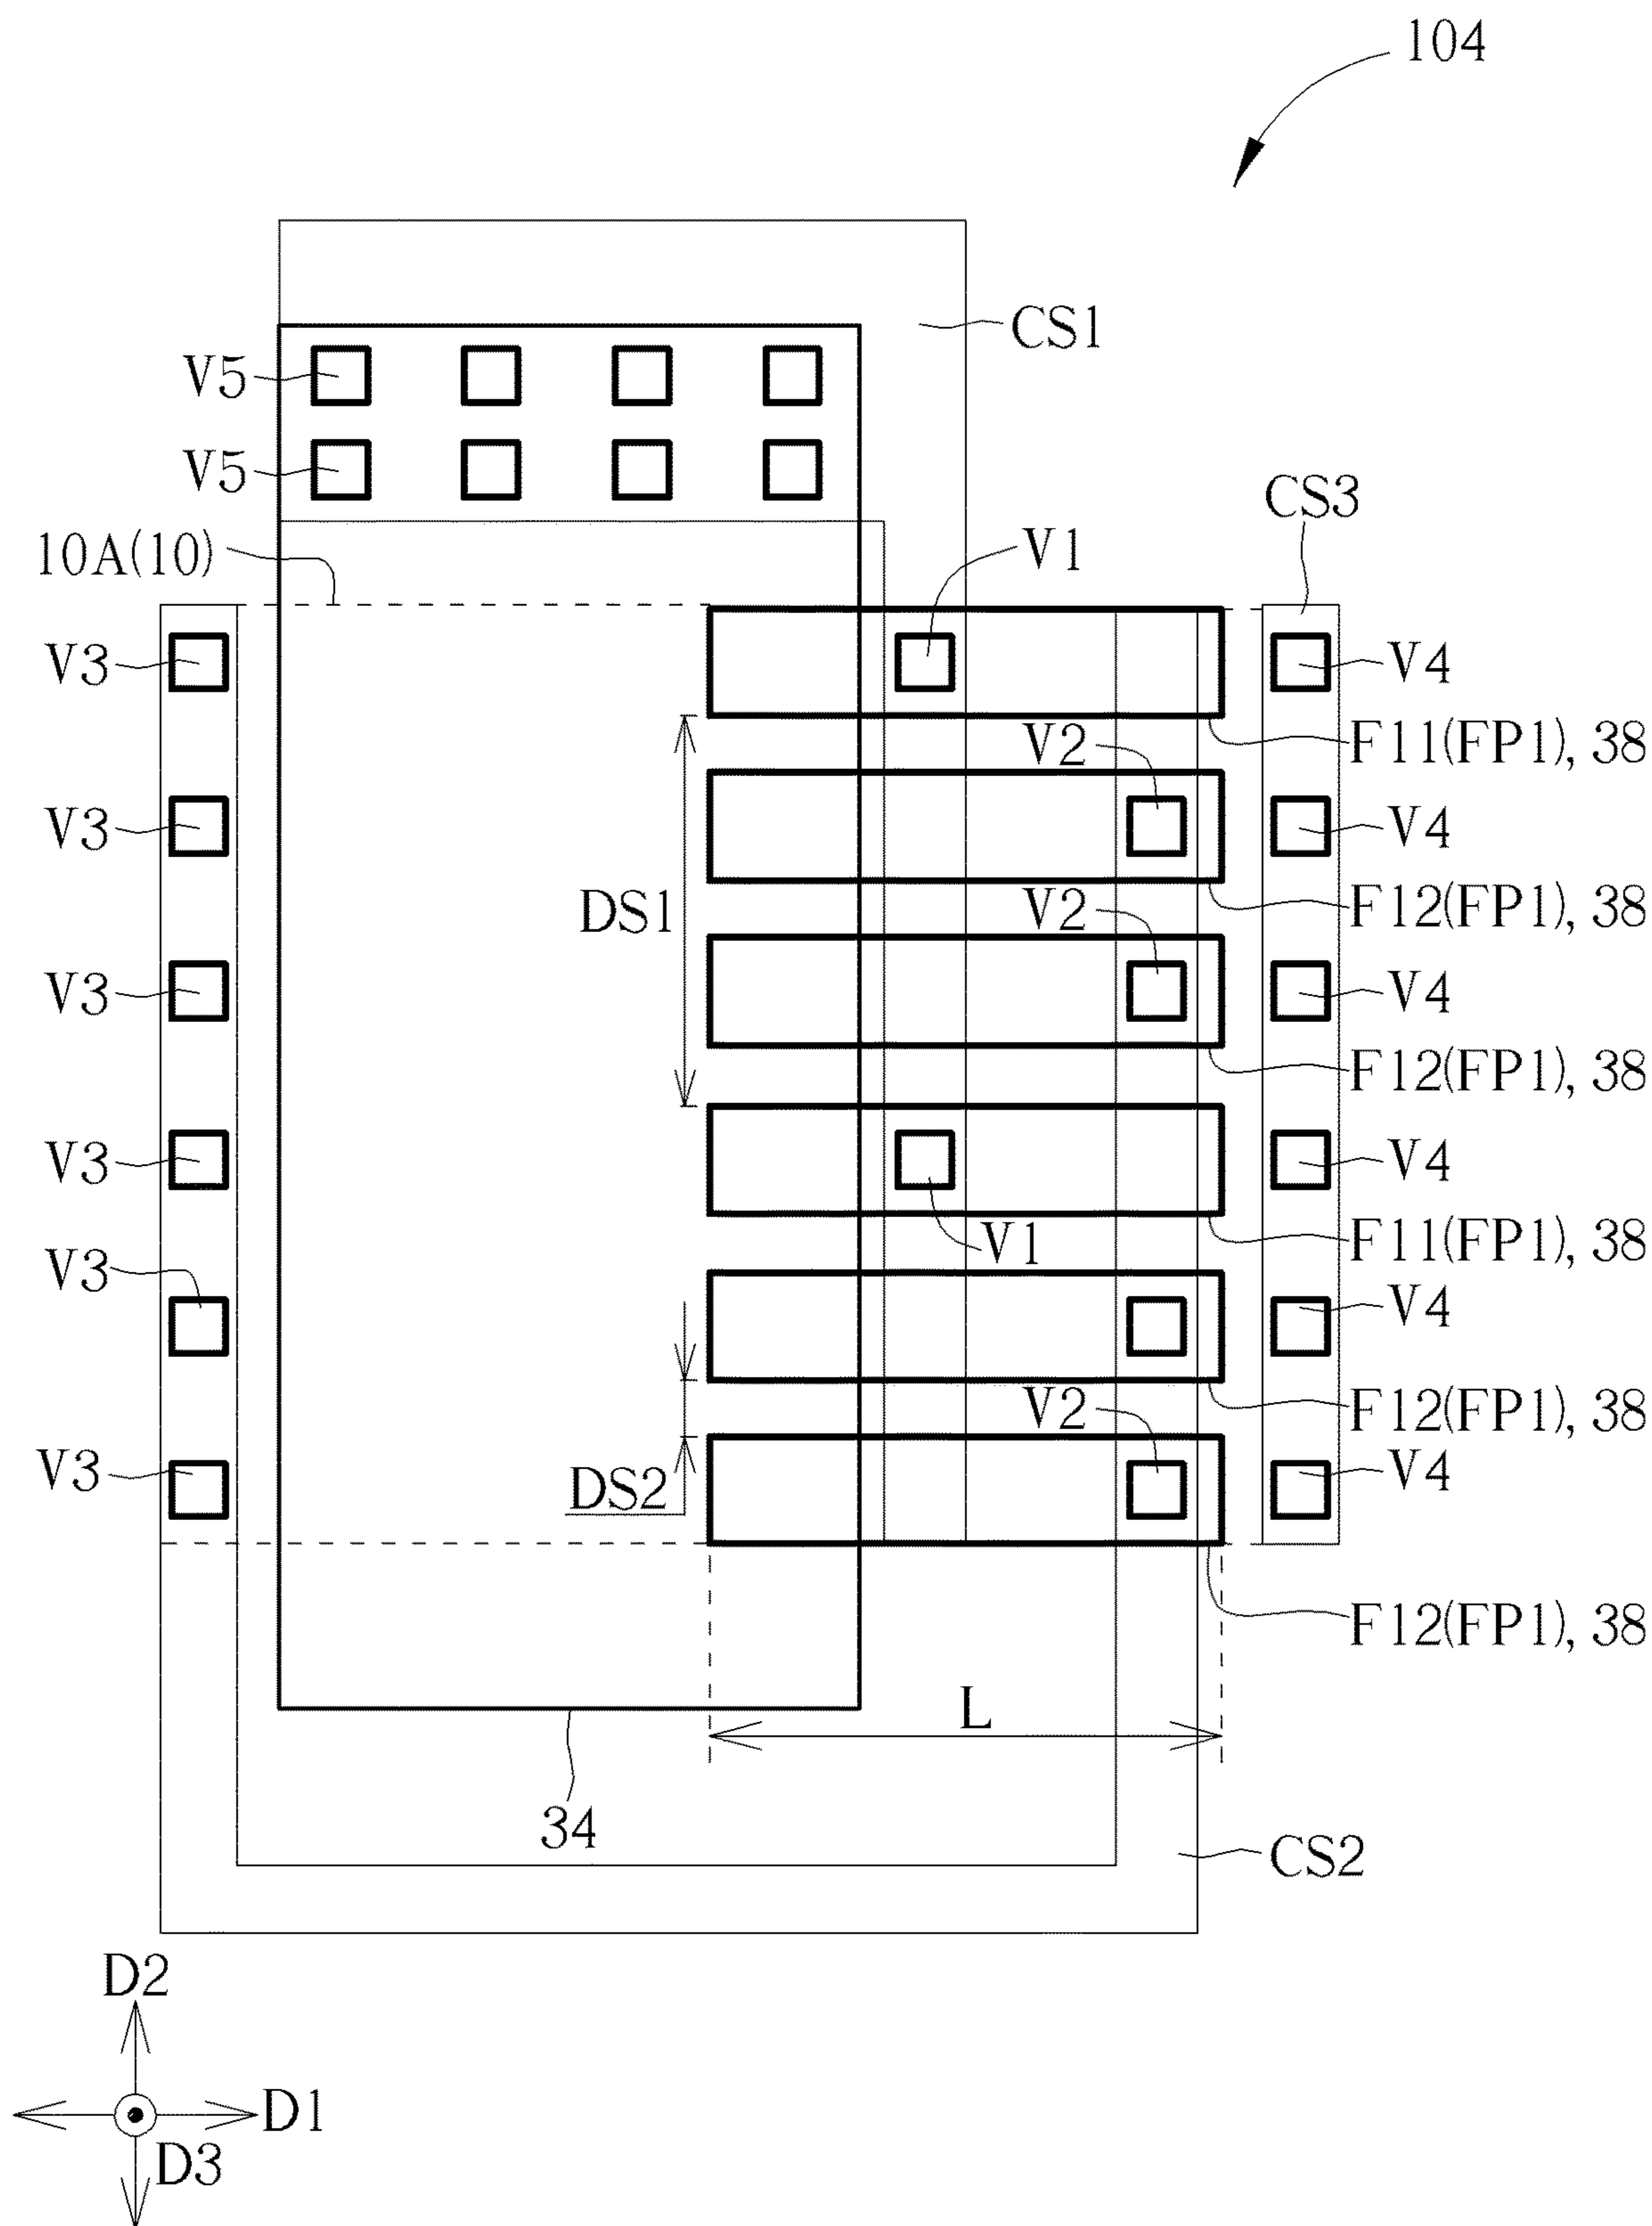 104
CS1
V5
V5
CS3
10A(10)
V1
V3
V4
F11(FP1), 38
V2
V3
V4
DS1
V2
F12(FP1), 38
V3
V4
F12(FP1), 38
V3
V4
V1
F11(FP1), 38
V3
V4
V2
F12(FP1), 38
V3
V4
DS2
F12(FP1), 38
L
34
CS2
D2
D1
D3